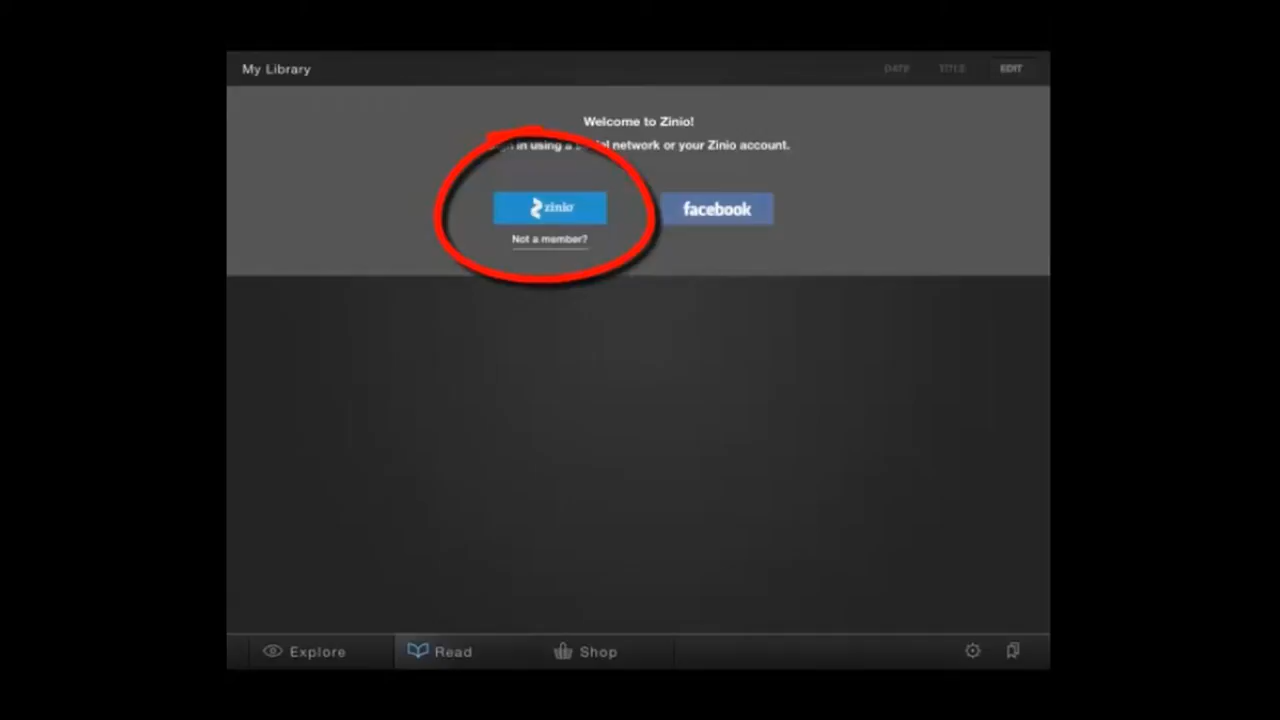 My Library
DATE TITLE EDIT
Welcome to Zinio!
in using a network or your Zinio account.
zinio
facebook
Not a member?
Explore
Read
Shop